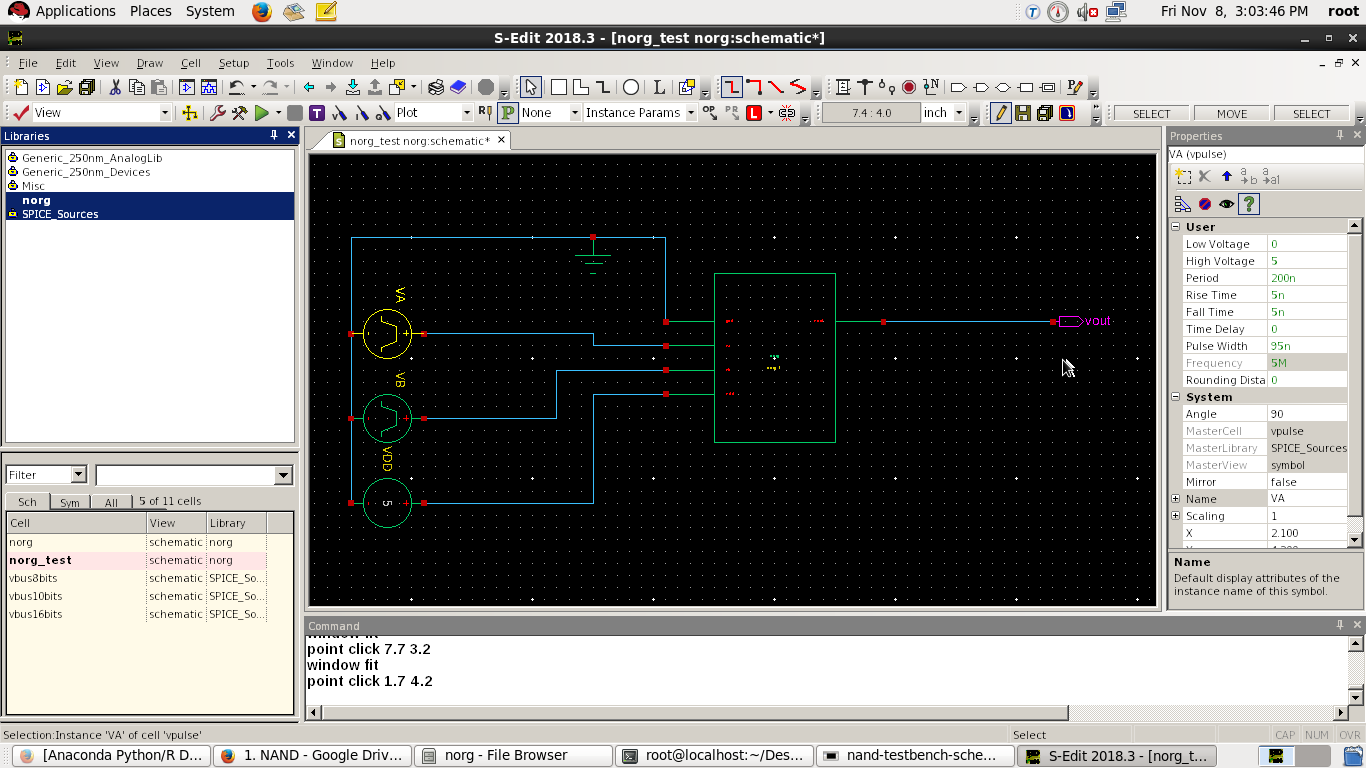 Applications Places System Fri Nov 8, 3:03:46 PM root
S-Edit 2018.3 - [norg_test norg:schematic*]
File Edit View Draw Cell Setup Tools Window Help
View Plot None Instance Params 7.4 : 4.0 inch SELECT MOVE SELECT
Libraries
Generic_250nm_AnalogLib
Generic_250nm_Devices
Misc
norg
SPICE_Sources
Filter
Sch Sym All 5 of 11 cells
Cell View Library
norg schematic norg
norg_test schematic norg
vbus8bits schematic SPICE_So...
vbus10bits schematic SPICE_So...
vbus16bits schematic SPICE_So...
norg_test norg:schematic*
VA
VB
VDD
5
vout
Command
point click 7.7 3.2
window fit
point click 1.7 4.2
Properties
VA (vpulse)
User
Low Voltage 0
High Voltage 5
Period 200n
Rise Time 5n
Fall Time 5n
Time Delay 0
Pulse Width 95n
Frequency 5M
Rounding Dista 0
System
Angle 90
MasterCell vpulse
MasterLibrary SPICE_Sources
MasterView symbol
Mirror false
Name VA
Scaling 1
X 2.100
Name
Default display attributes of the
instance name of this symbol.
Selection:Instance 'VA' of cell 'vpulse' Select CAP NUM OVR
[Anaconda Python/R D... 1. NAND - Google Driv... norg - File Browser root@localhost:~/Des... nand-testbench-sche... S-Edit 2018.3 - [norg_t...